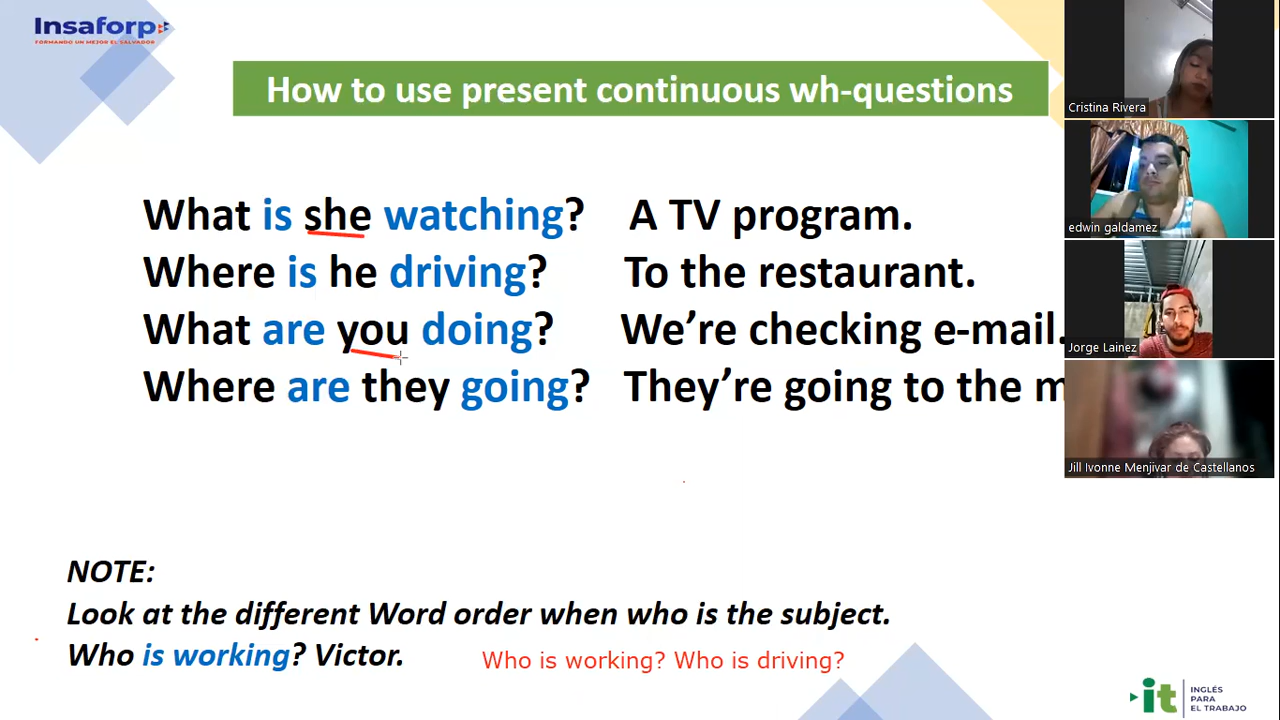 Insaforp
FORMANDO UN MEJOR EL SALVADOR
How to use present continuous wh-questions
What is she watching? A TV program.
Where is he driving? To the restaurant.
What are you doing? We're checking e-mail.
Where are they going? They're going to the m
NOTE:
Look at the different Word order when who is the subject.
Who is working? Victor.
Who is working? Who is driving?
Cristina Rivera
edwin galdamez
Jorge Lainez
Jill Ivonne Menjivar de Castellanos
it
INGLÉS
PARA
EL TRABAJO